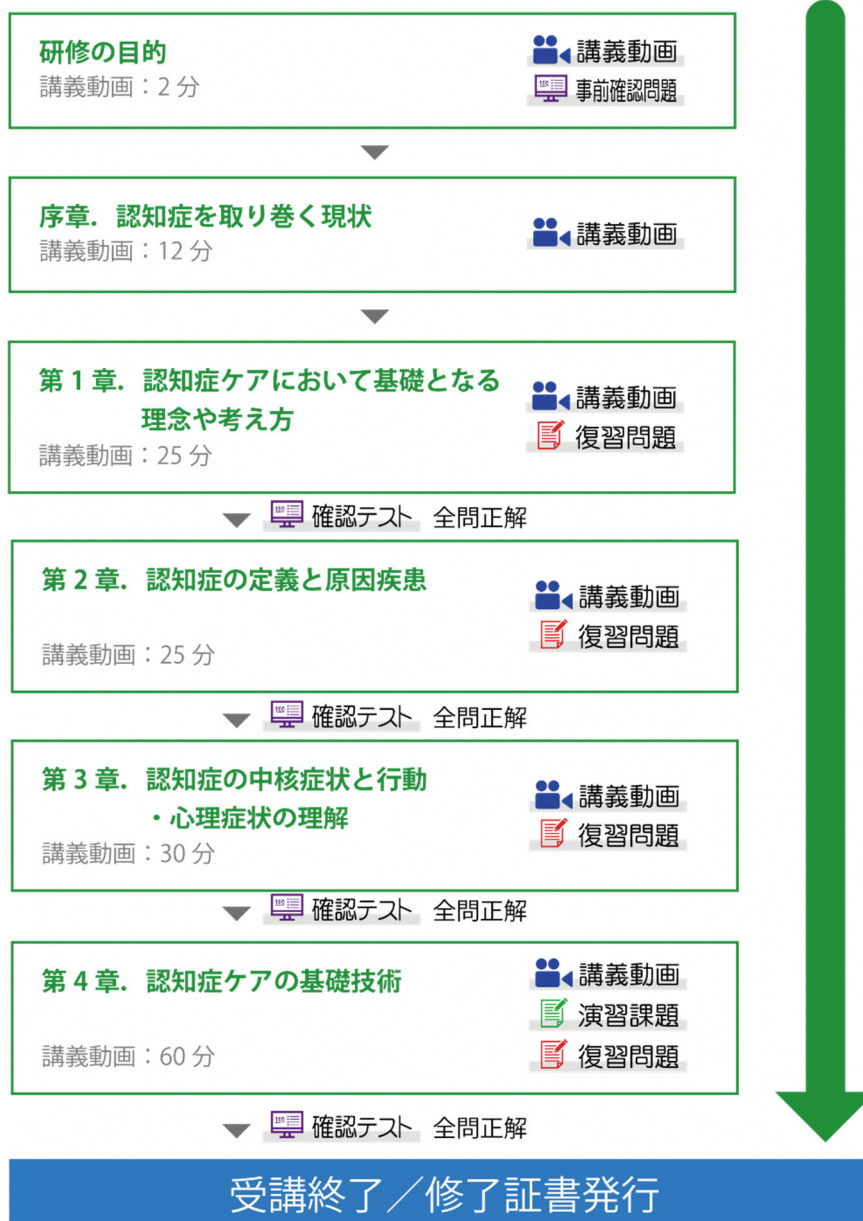 研修の目的
講義動画：2 分
講義動画
事前確認問題
序章．認知症を取り巻く現状
講義動画：12 分
講義動画
第 1 章．認知症ケアにおいて基礎となる
理念や考え方
講義動画：25 分
講義動画
復習問題
確認テスト 全問正解
第 2 章．認知症の定義と原因疾患
講義動画：25 分
講義動画
復習問題
確認テスト 全問正解
第 3 章．認知症の中核症状と行動
・心理症状の理解
講義動画：30 分
講義動画
復習問題
確認テスト 全問正解
第 4 章．認知症ケアの基礎技術
講義動画：60 分
講義動画
演習課題
復習問題
確認テスト 全問正解
受講終了／修了証書発行